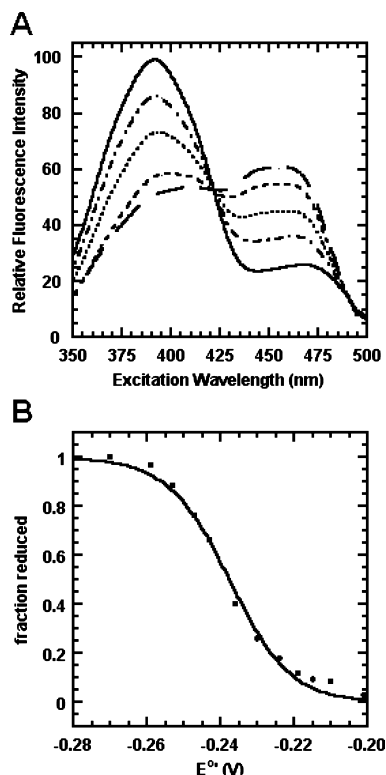 A
Relative Fluorescence Intensity
100
80
60
40
20
0
350 375 400 425 450 475 500
Excitation Wavelength (nm)
B
fraction reduced
1
0.8
0.6
0.4
0.2
0
-0.28 -0.26 -0.24 -0.22 -0.20
E°' (V)